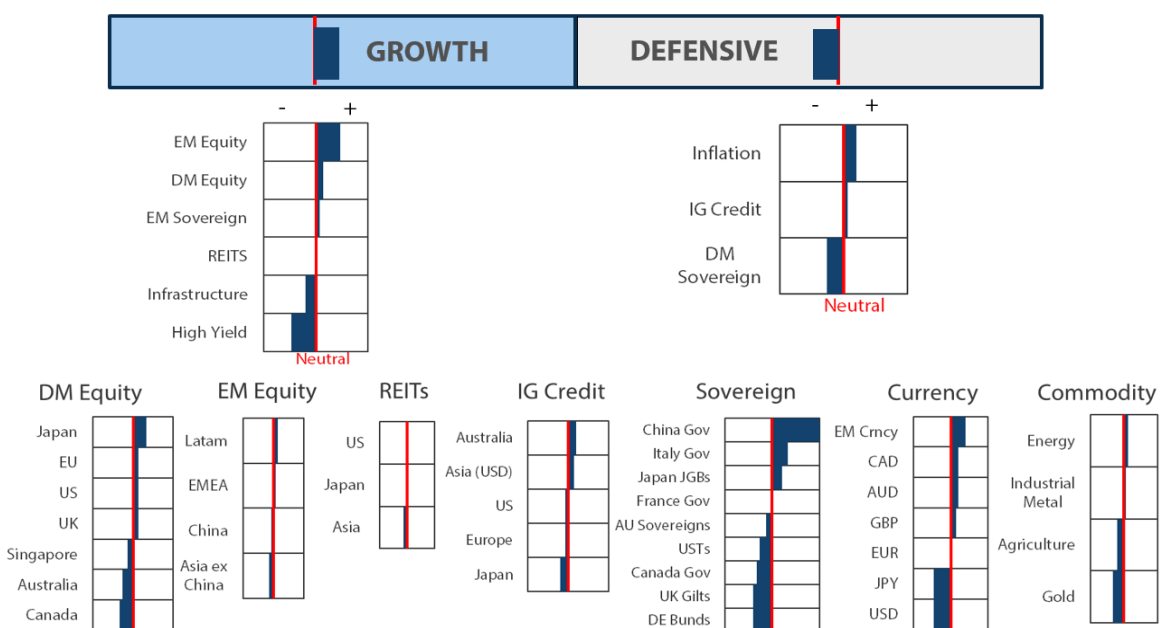 GROWTH DEFENSIVE
- +
- +
EM Equity
DM Equity
EM Sovereign
REITS
Infrastructure
High Yield
Neutral
Inflation
IG Credit
DM
Sovereign
Neutral
DM Equity
Japan
EU
US
UK
Singapore
Australia
Canada
EM Equity
Latam
EMEA
China
Asia ex
China
REITs
US
Japan
Asia
IG Credit
Australia
Asia (USD)
US
Europe
Japan
Sovereign
China Gov
Italy Gov
Japan JGBs
France Gov
AU Sovereigns
USTs
Canada Gov
UK Gilts
DE Bunds
Currency
EM Crncy
CAD
AUD
GBP
EUR
JPY
USD
Commodity
Energy
Industrial
Metal
Agriculture
Gold